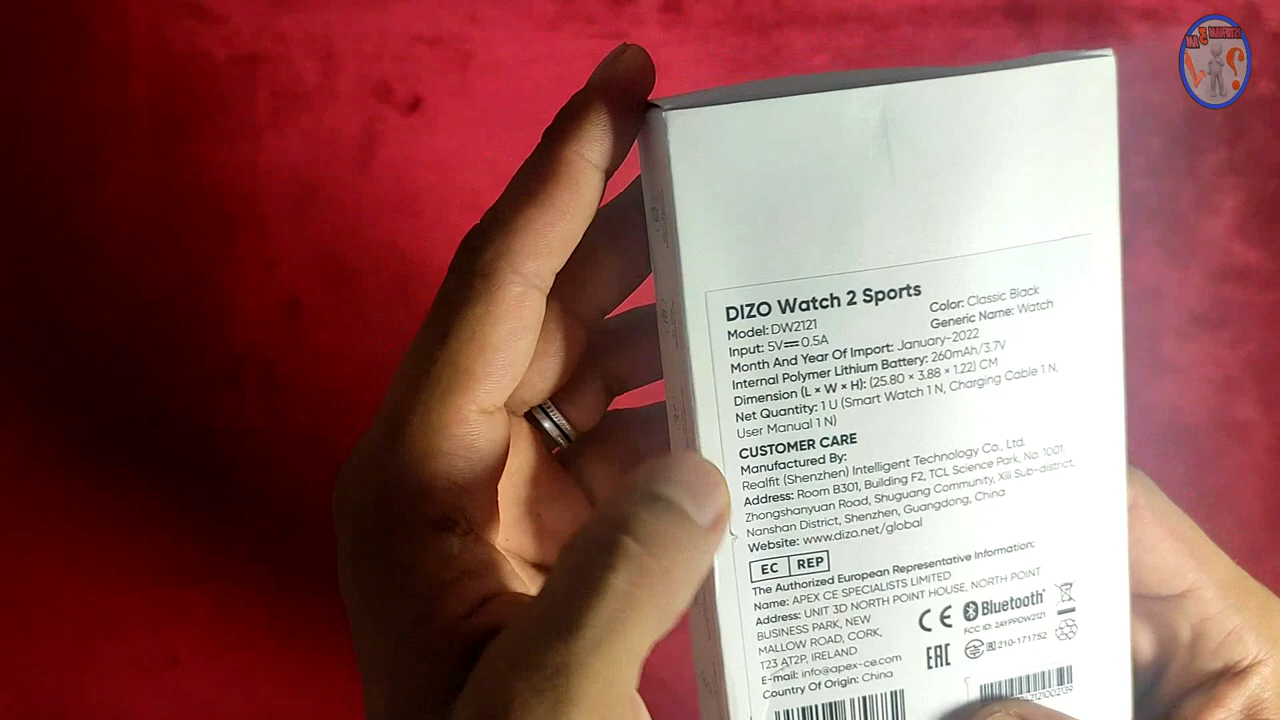 DIZO Watch 2 Sports
Model: DW2121
Color: Classic Black
Input: 5V⎓0.5A
Generic Name: Watch
Month And Year Of Import: January-2022
Internal Polymer Lithium Battery: 260mAh/3.7V
Dimension (L × W × H): (25.80 × 3.88 × 1.22) CM
Net Quantity: 1 U (Smart Watch 1 N, Charging Cable 1 N,
User Manual 1 N)
CUSTOMER CARE
Manufactured By:
Realfit (Shenzhen) Intelligent Technology Co., Ltd.
Address: Room B301, Building F2, TCL Science Park, No. 1001,
Zhongshanyuan Road, Shuguang Community, Xili Sub-district,
Nanshan District, Shenzhen, Guangdong, China
Website: www.dizo.net/global
EC REP
The Authorized European Representative Information:
Name: APEX CE SPECIALISTS LIMITED
Address: UNIT 3D NORTH POINT HOUSE, NORTH POINT
BUSINESS PARK, NEW
MALLOW ROAD, CORK,
T23 AT2P, IRELAND
E-mail: info@apex-ce.com
Country Of Origin: China
CE Bluetooth
FCC ID: 2AYPPDW2121
EAC R 210-171752